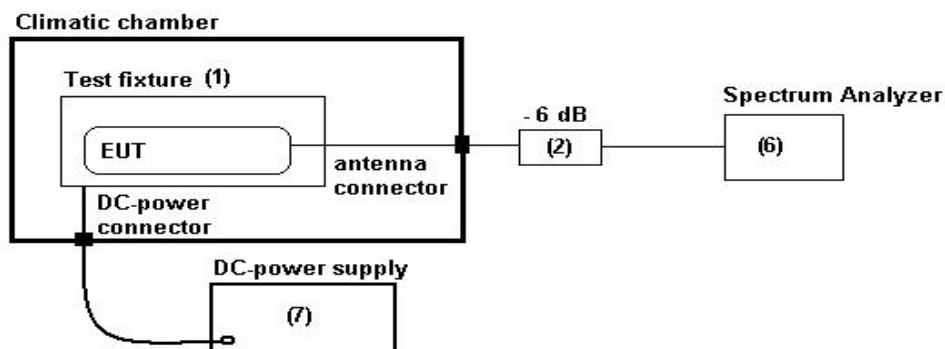 Climatic chamber
Test fixture (1)
EUT
antenna
connector
DC-power
connector
- 6 dB
(2)
Spectrum Analyzer
(6)
DC-power supply
(7)